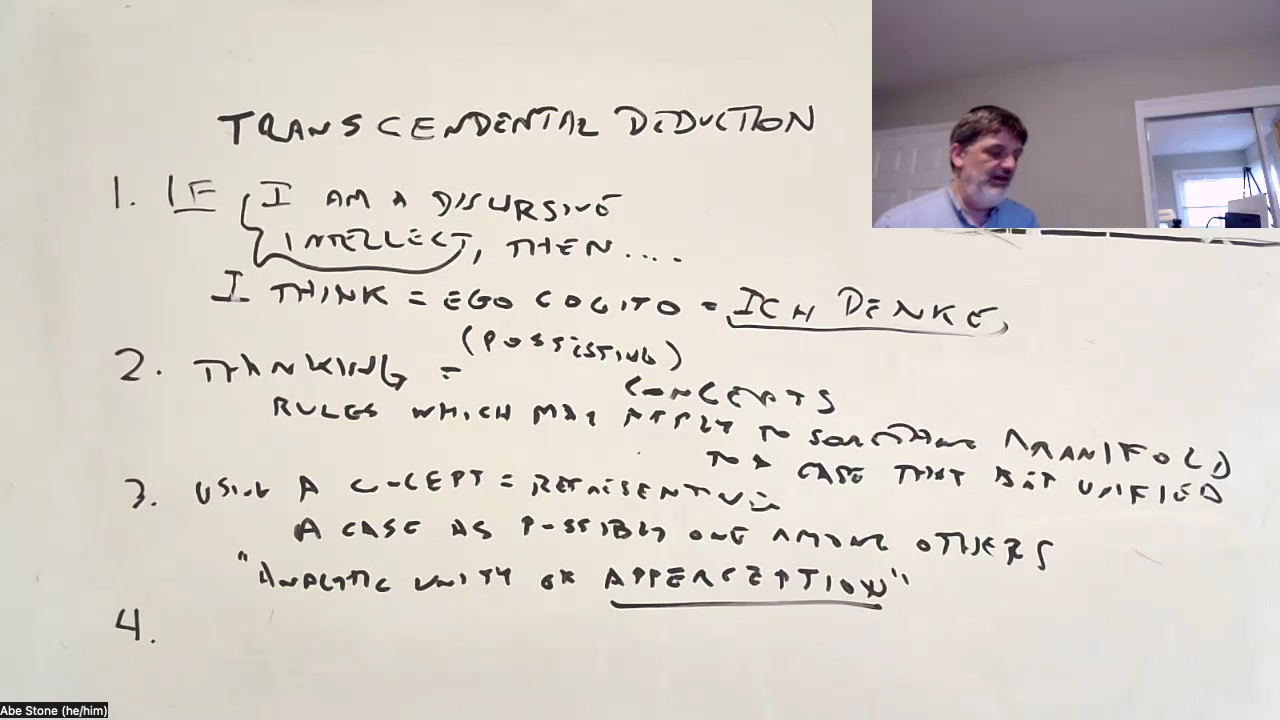 TRANSCENDENTAL DEDUCTION
1. IF I AM A DISCURSIVE
INTELLECT, THEN....
I THINK = EGO COGITO = ICH DENKE
(POSSESSING)
2. THINKING = CONCEPTS
RULES WHICH MAY APPLY TO SOMETHING MANIFOLD
TO A CASE THAT IS UNIFIED
3. USING A CONCEPT = REPRESENTING
A CASE AS POSSIBLY ONE AMONG OTHERS
"ANALYTIC UNITY OF APPERCEPTION"
4.
Abe Stone (he/him)